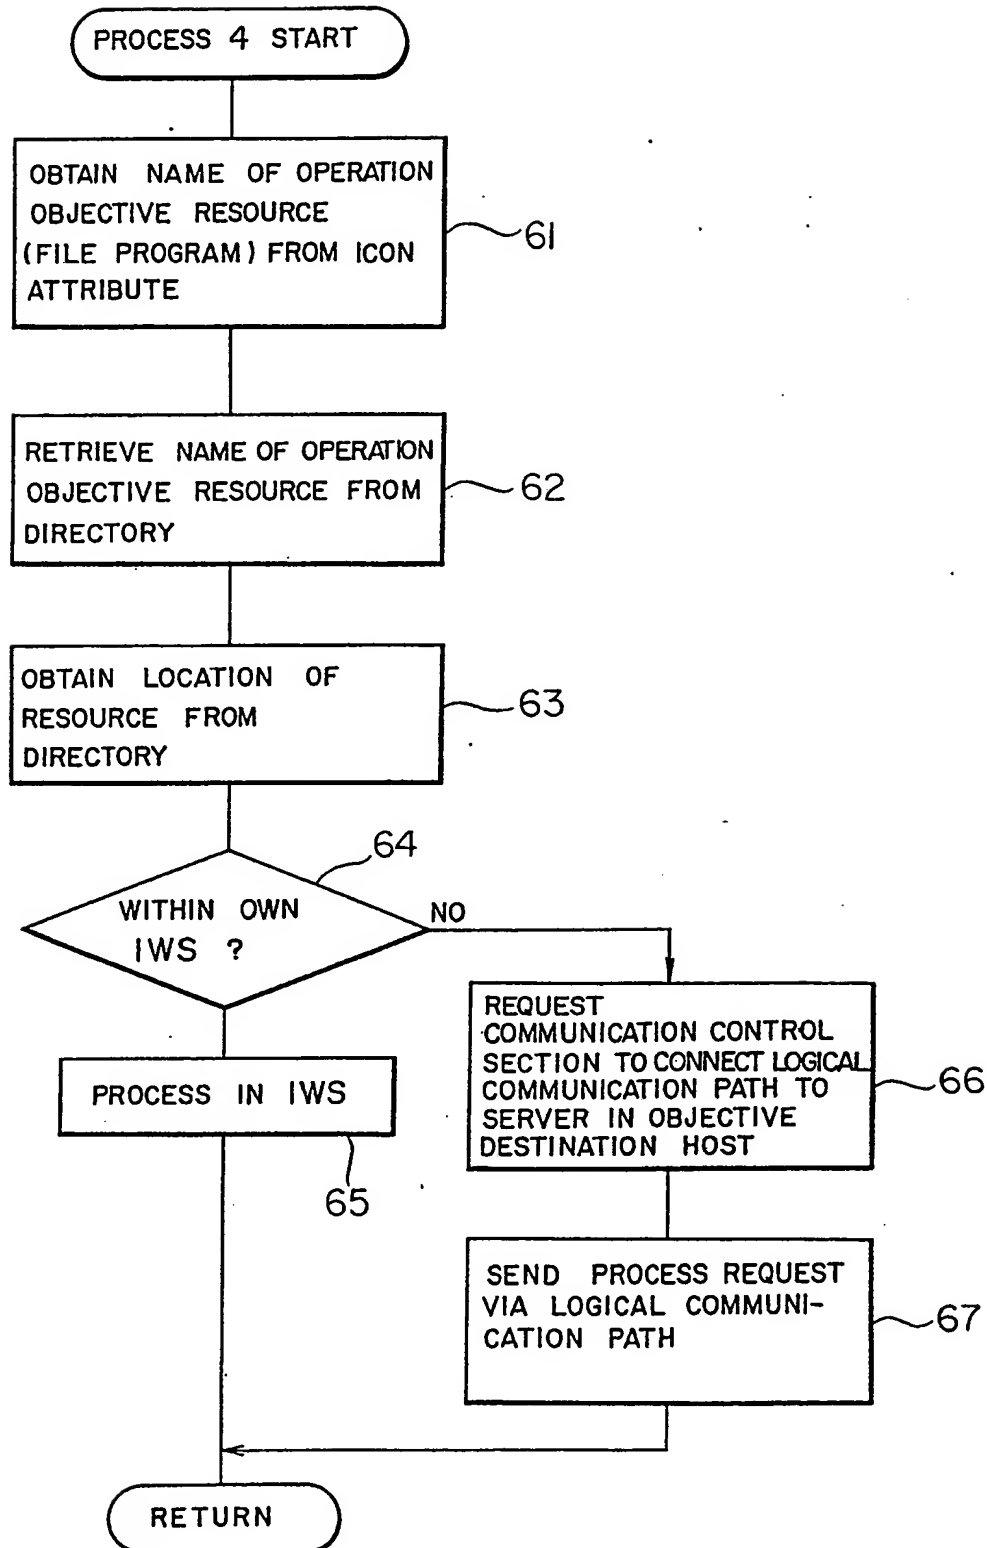 PROCESS 4 START
OBTAIN NAME OF OPERATION
OBJECTIVE RESOURCE
(FILE PROGRAM) FROM ICON
ATTRIBUTE
61
RETRIEVE NAME OF OPERATION
OBJECTIVE RESOURCE FROM
DIRECTORY
62
OBTAIN LOCATION OF
RESOURCE FROM
DIRECTORY
63
64
WITHIN OWN
IWS ?
NO
PROCESS IN IWS
65
REQUEST
COMMUNICATION CONTROL
SECTION TO CONNECT LOGICAL
COMMUNICATION PATH TO
SERVER IN OBJECTIVE
DESTINATION HOST
66
SEND PROCESS REQUEST
VIA LOGICAL COMMUNI-
CATION PATH
67
RETURN